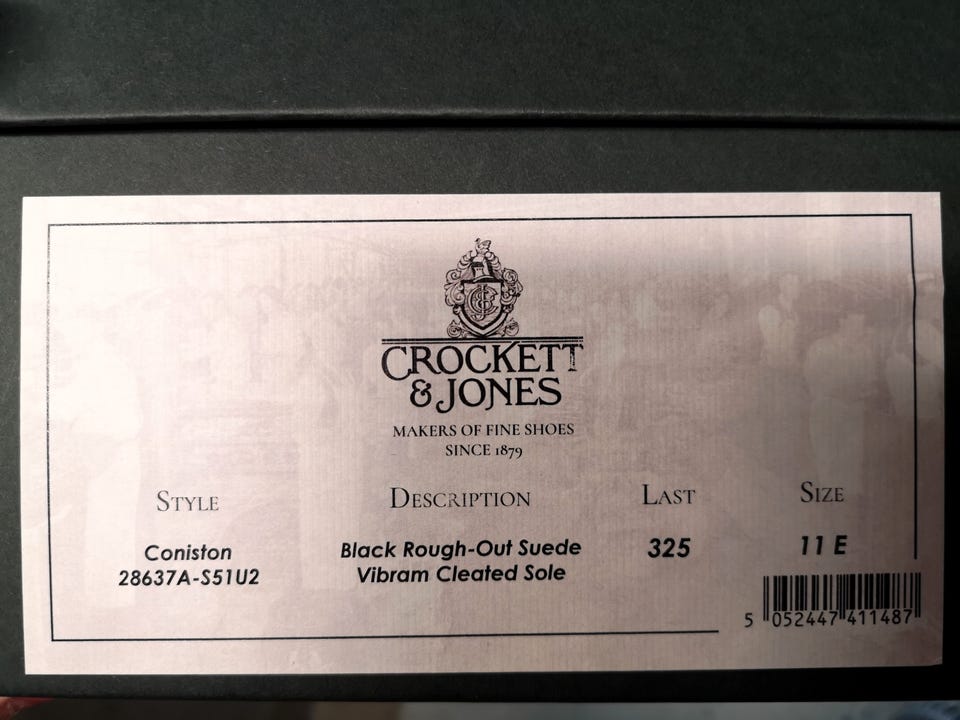 CROCKETT
& JONES
MAKERS OF FINE SHOES
SINCE 1879
STYLE DESCRIPTION LAST SIZE
Coniston Black Rough-Out Suede 325 11 E
28637A-S51U2 Vibram Cleated Sole
5 052447 411487